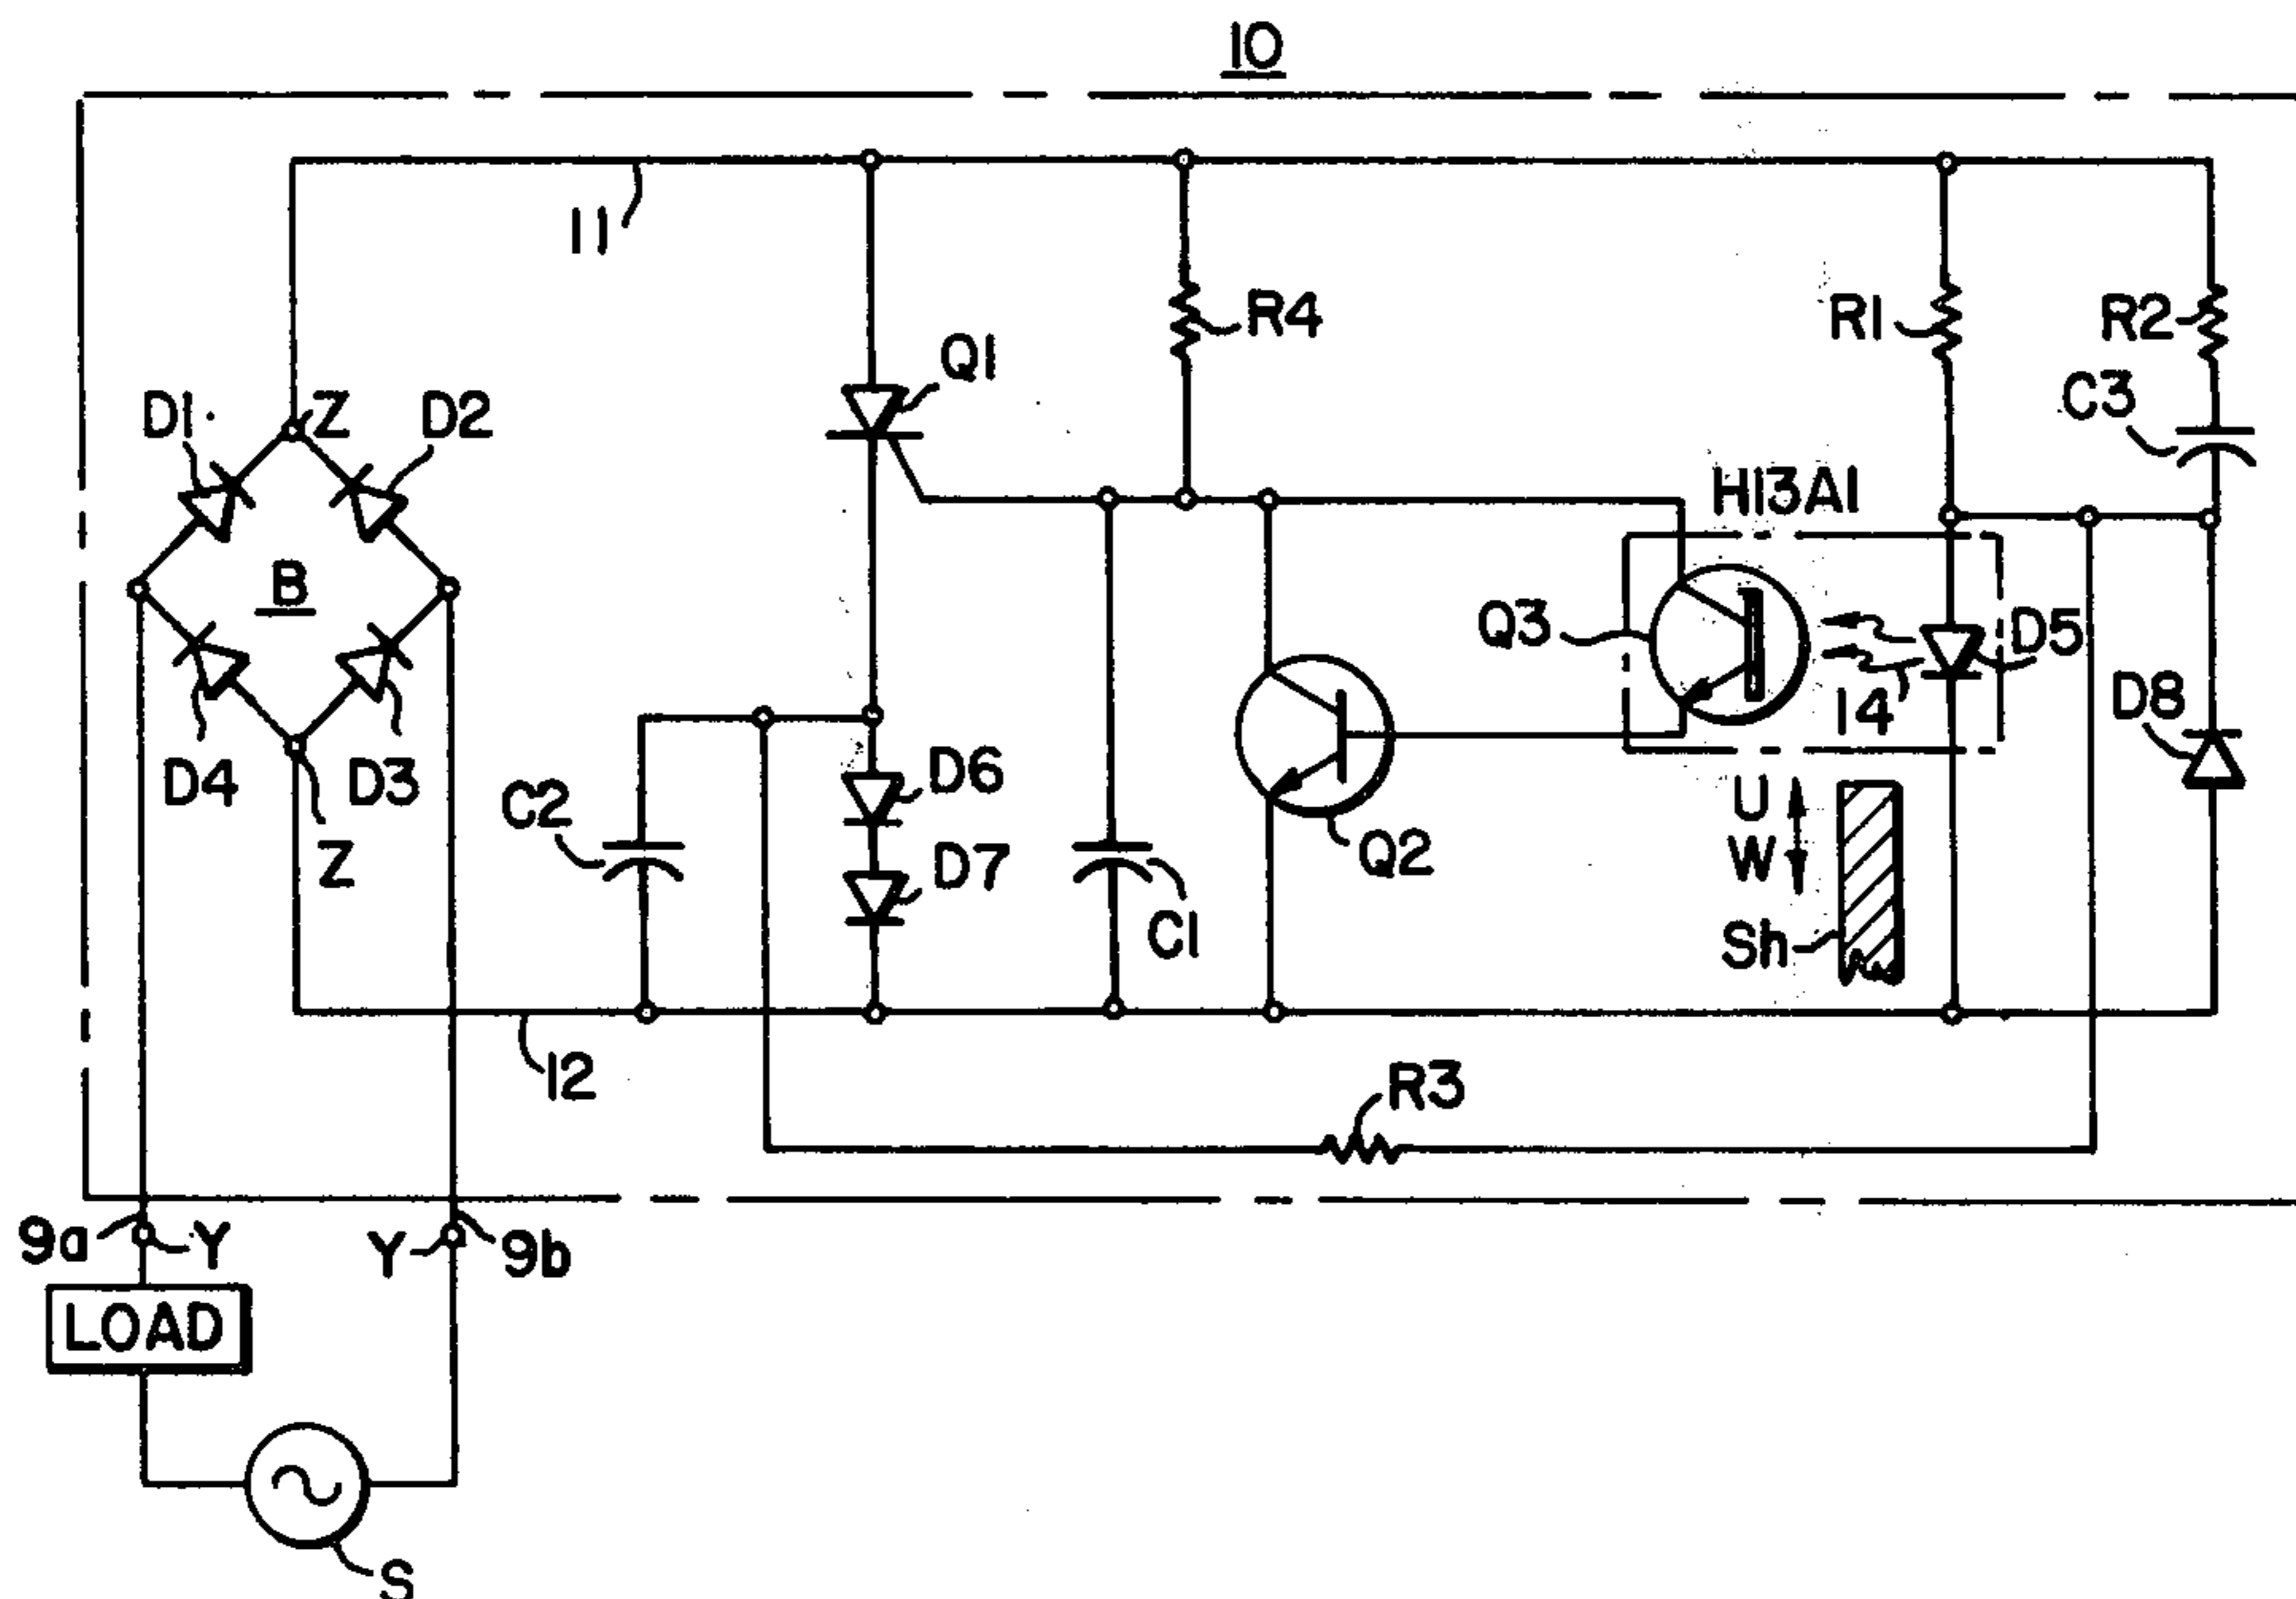 10
11
Q1
R4
R1
R2
C3
D1
Z
D2
H13A1
B
Q3
D5
14
D8
D4
D3
Z
C2
D6
D7
C1
Q2
U
W
Sh
12
R3
9a
Y
Y
9b
LOAD
S